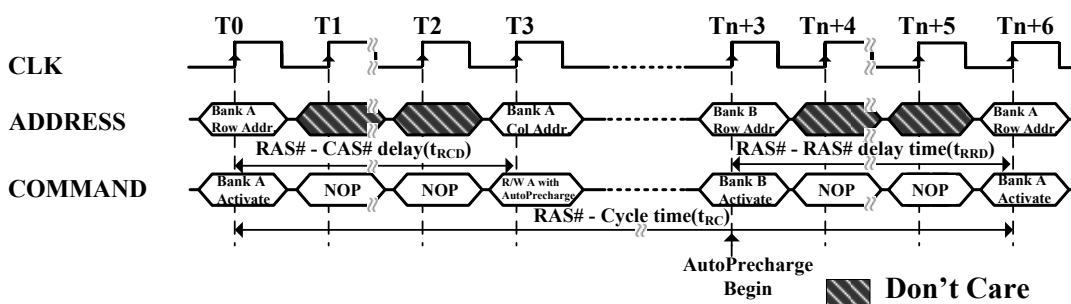 T0 T1 T2 T3 Tn+3 Tn+4 Tn+5 Tn+6
CLK
ADDRESS
Bank A
Row Addr.
Bank A
Col Addr.
Bank B
Row Addr.
Bank A
Row Addr.
RAS# - CAS# delay(tRCD)
RAS# - RAS# delay time(tRRD)
COMMAND
Bank A
Activate
NOP
NOP
R/W A with
AutoPrecharge
Bank B
Activate
NOP
NOP
Bank A
Activate
RAS# - Cycle time(tRC)
AutoPrecharge
Begin
Don't Care